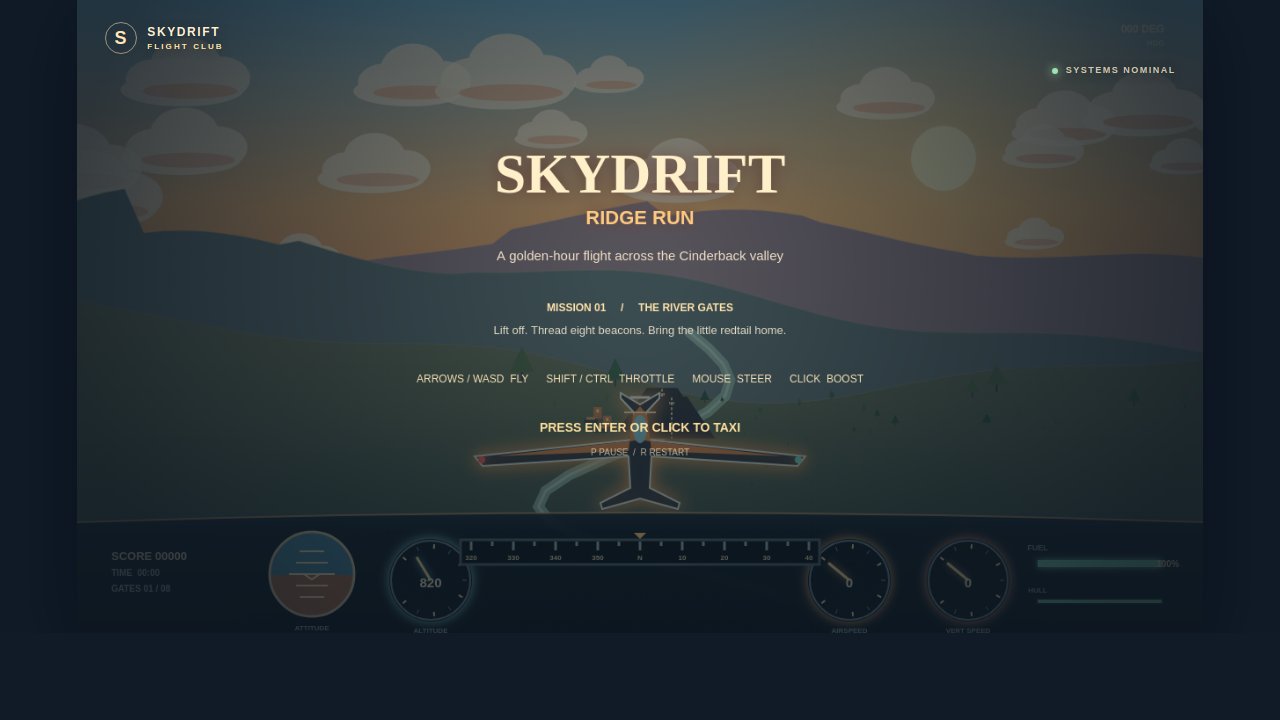 S
SKYDRIFT
FLIGHT CLUB
000 DEG
HDG
SYSTEMS NOMINAL
SKYDRIFT
RIDGE RUN
A golden-hour flight across the Cinderback valley
MISSION 01 / THE RIVER GATES
Lift off. Thread eight beacons. Bring the little redtail home.
ARROWS / WASD FLY SHIFT / CTRL THROTTLE MOUSE STEER CLICK BOOST
PRESS ENTER OR CLICK TO TAXI
P PAUSE / R RESTART
SCORE 00000
TIME 00:00
GATES 01 / 08
ATTITUDE
820
ALTITUDE
320 330 340 350 N 10 20 30 40
0
AIRSPEED
0
VERT SPEED
FUEL
100%
HULL